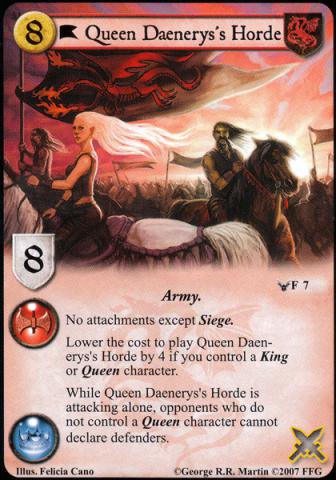 8 Queen Daenerys's Horde
8
F 7
Army.
No attachments except Siege.
Lower the cost to play Queen Daen-
erys's Horde by 4 if you control a King
or Queen character.
While Queen Daenerys's Horde is
attacking alone, opponents who do
not control a Queen character cannot
declare defenders.
Illus. Felicia Cano ©George R.R. Martin ©2007 FFG